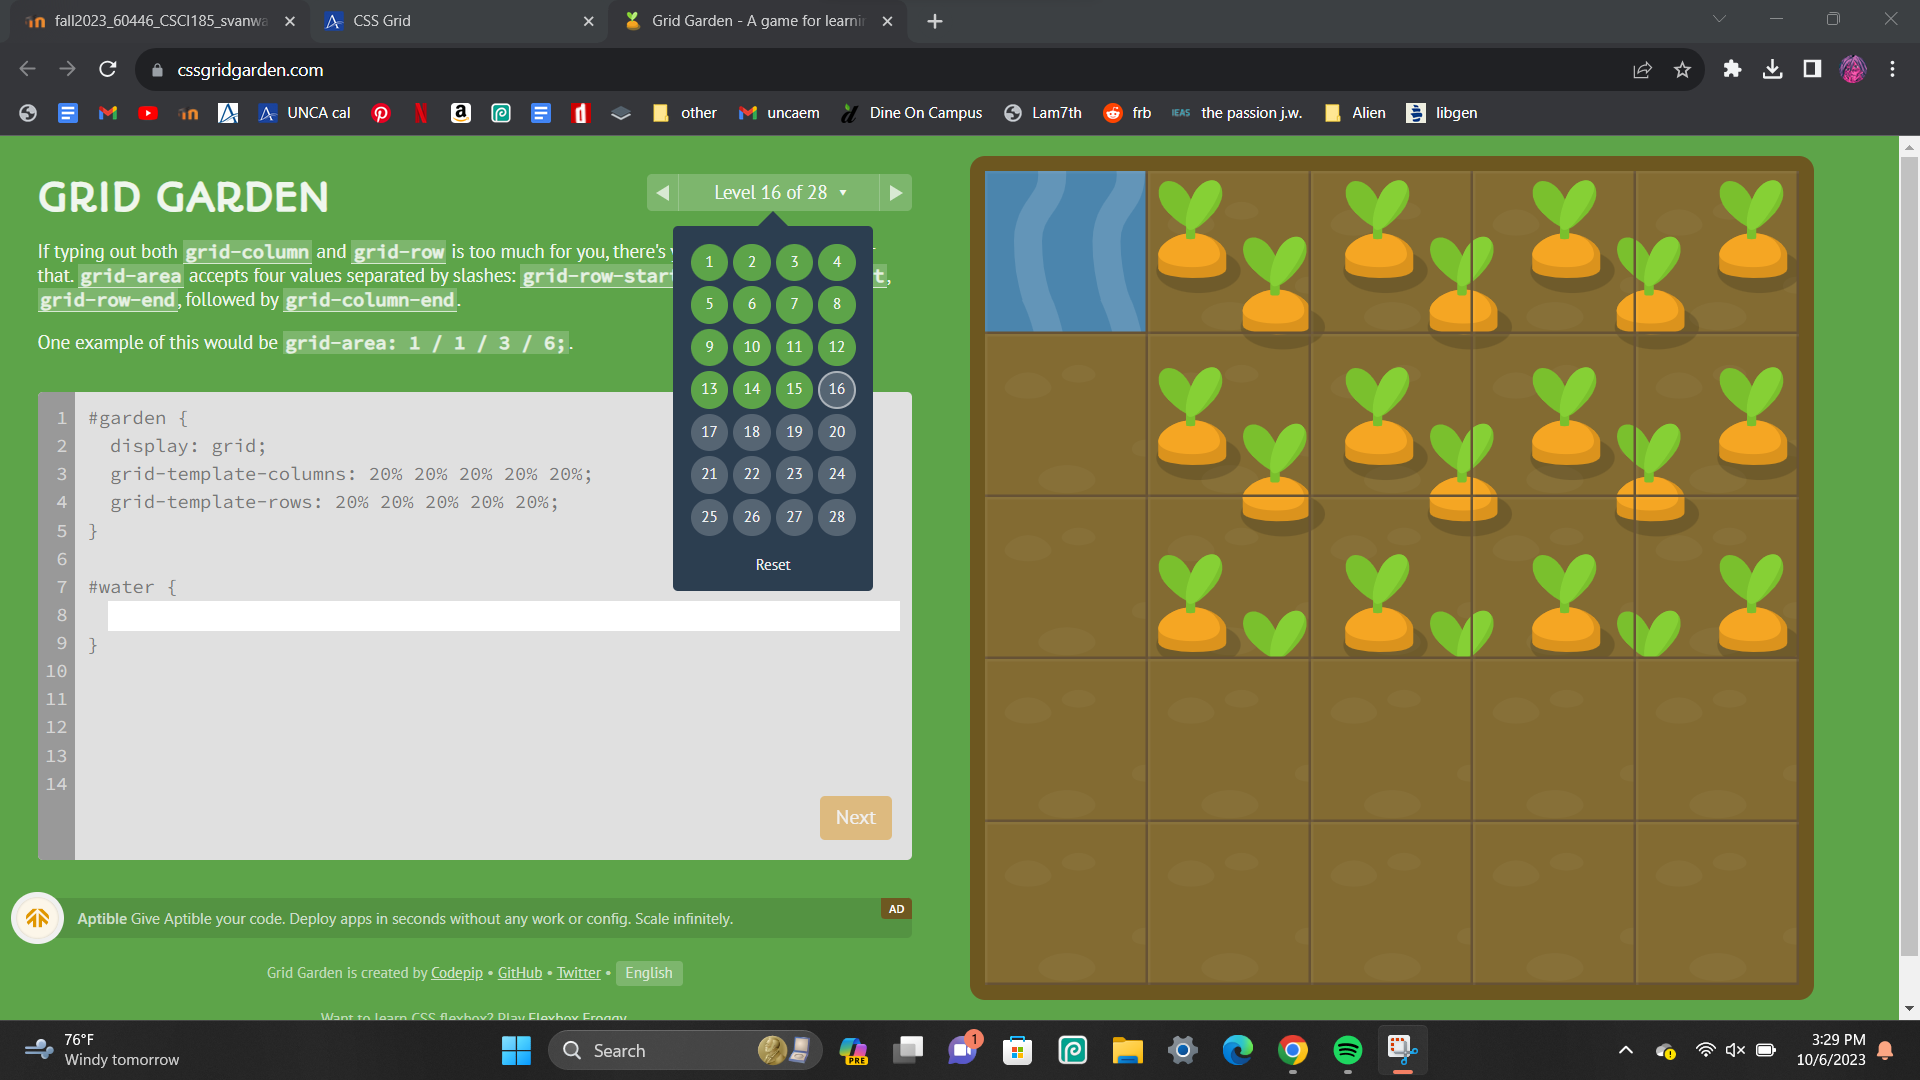 fall2023_60446_CSCI185_svanwa
CSS Grid
Grid Garden - A game for learnin
cssgridgarden.com
UNCA cal
other
uncaem
Dine On Campus
Lam7th
frb
IEAS
the passion j.w.
Alien
libgen
GRID GARDEN
Level 16 of 28
If typing out both grid-column and grid-row is too much for you, there's
that. grid-area accepts four values separated by slashes: grid-row-star t,
grid-row-end, followed by grid-column-end.
One example of this would be grid-area: 1 / 1 / 3 / 6;.
1 2 3 4
5 6 7 8
9 10 11 12
13 14 15 16
17 18 19 20
21 22 23 24
25 26 27 28
Reset
1 #garden {
2 display: grid;
3 grid-template-columns: 20% 20% 20% 20% 20%;
4 grid-template-rows: 20% 20% 20% 20% 20%;
5 }
6
7 #water {
8
9 }
10
11
12
13
14
Next
Aptible Give Aptible your code. Deploy apps in seconds without any work or config. Scale infinitely.
AD
Grid Garden is created by Codepip • GitHub • Twitter • English
Want to learn CSS flexbox? Play Flexbox Froggy.
76°F
Windy tomorrow
Search
PRE
1
3:29 PM
10/6/2023